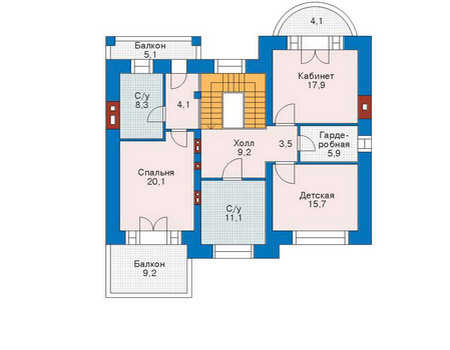 4,1
Балкон
5,1
Кабинет
17,9
С/у
8,3
4,1
Холл
9,2
3,5
Гарде-
робная
5,9
Спальня
20,1
Детская
15,7
С/у
11,1
Балкон
9,2